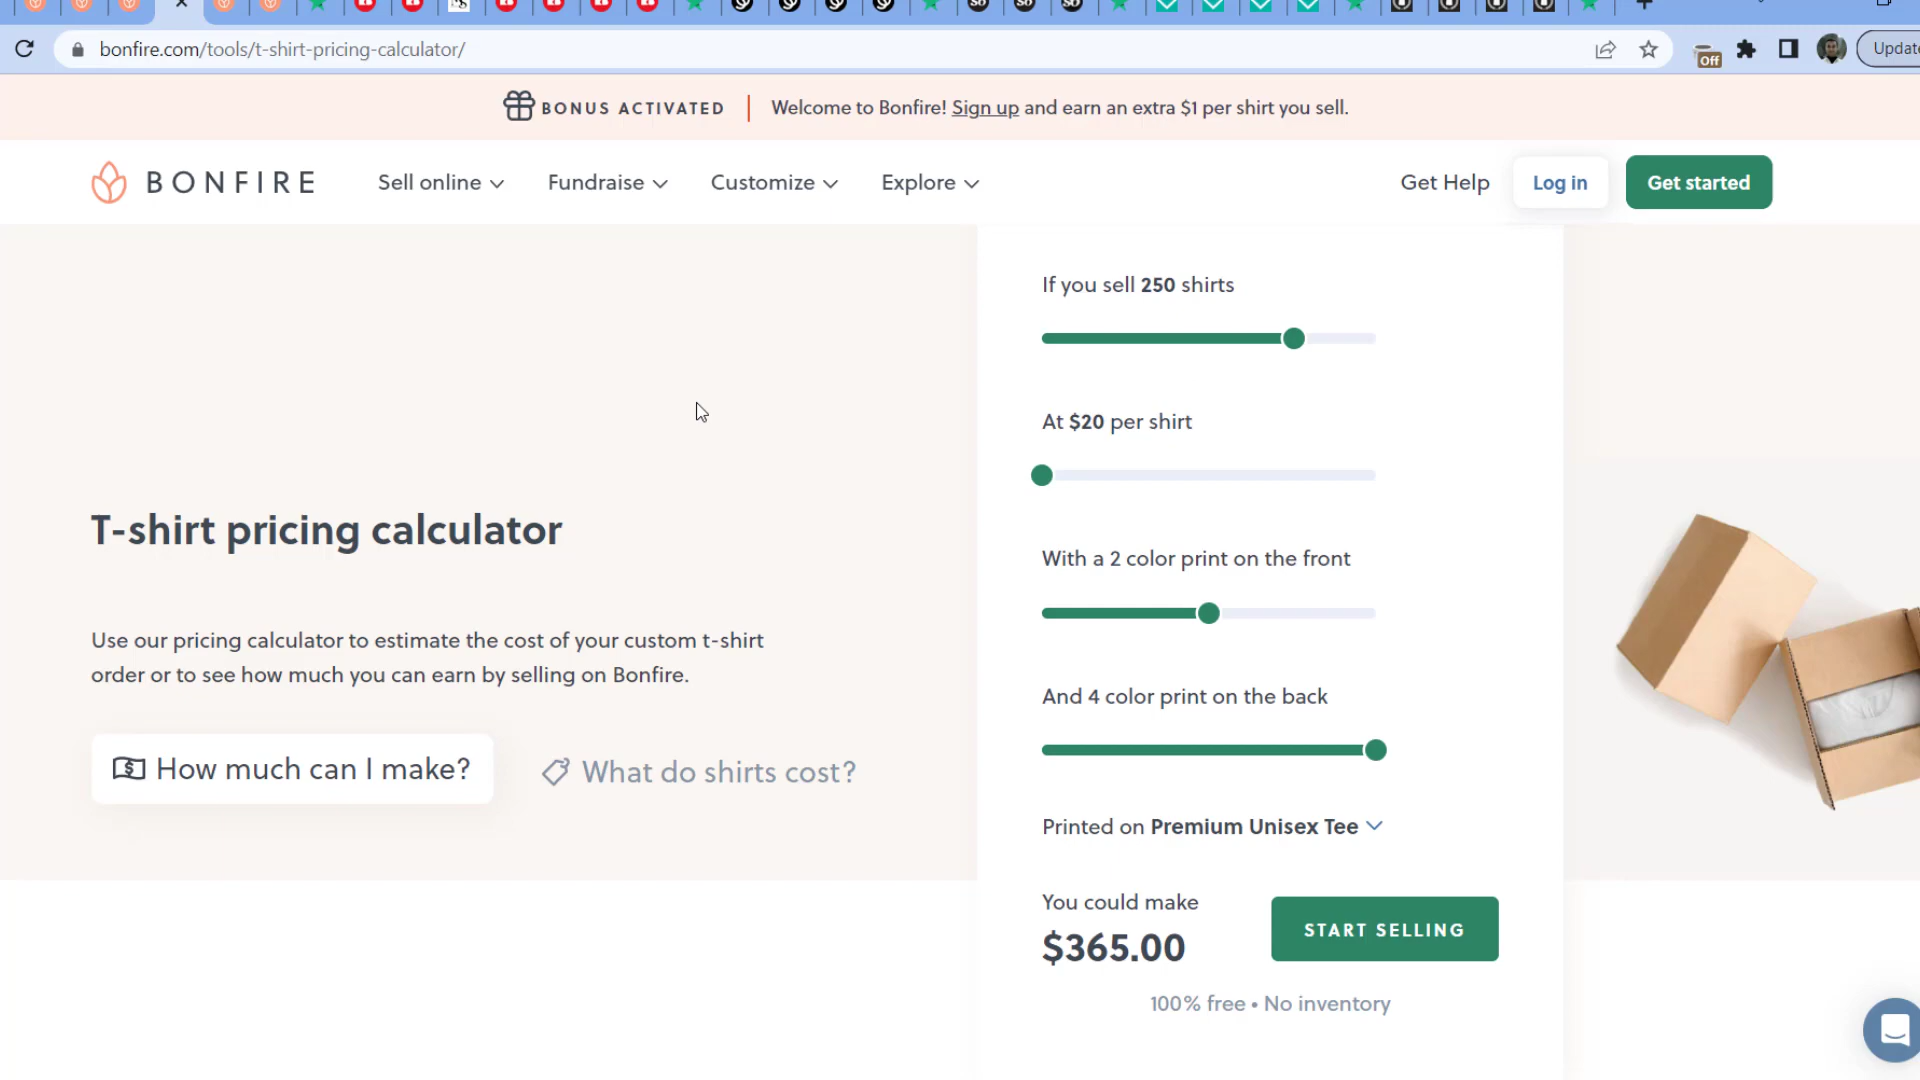 bonfire.com/tools/t-shirt-pricing-calculator/
Off
BONUS ACTIVATED
Welcome to Bonfire! Sign up and earn an extra $1 per shirt you sell.
BONFIRE
Sell online
Fundraise
Customize
Explore
Get Help
Log in
Get started
If you sell 250 shirts
At $20 per shirt
T-shirt pricing calculator
With a 2 color print on the front
Use our pricing calculator to estimate the cost of your custom t-shirt
order or to see how much you can earn by selling on Bonfire.
And 4 color print on the back
How much can I make?
What do shirts cost?
Printed on Premium Unisex Tee
You could make
$365.00
START SELLING
100% free • No inventory